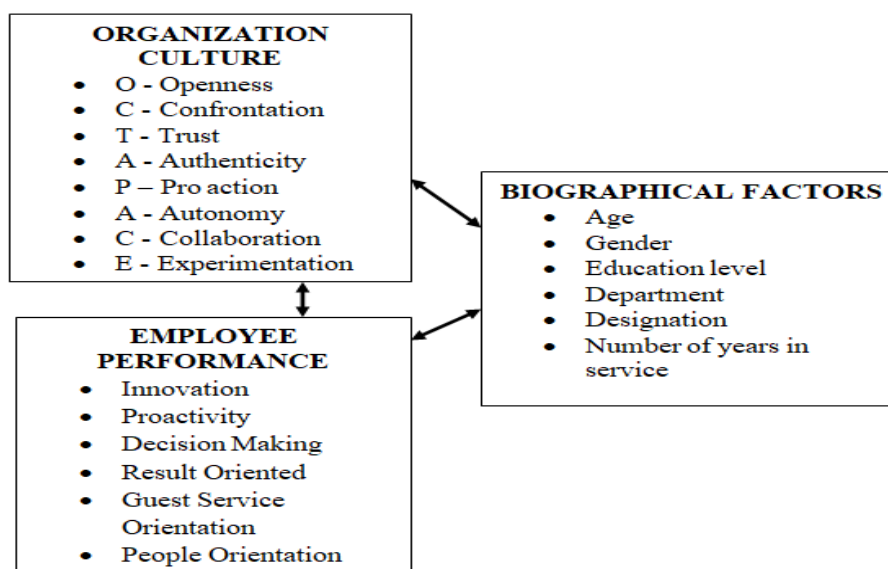 ORGANIZATION
CULTURE
• O - Openness
• C - Confrontation
• T - Trust
• A - Authenticity
• P – Pro action
• A - Autonomy
• C - Collaboration
• E - Experimentation
BIOGRAPHICAL FACTORS
• Age
• Gender
• Education level
• Department
• Designation
• Number of years in
service
EMPLOYEE
PERFORMANCE
• Innovation
• Proactivity
• Decision Making
• Result Oriented
• Guest Service
Orientation
• People Orientation